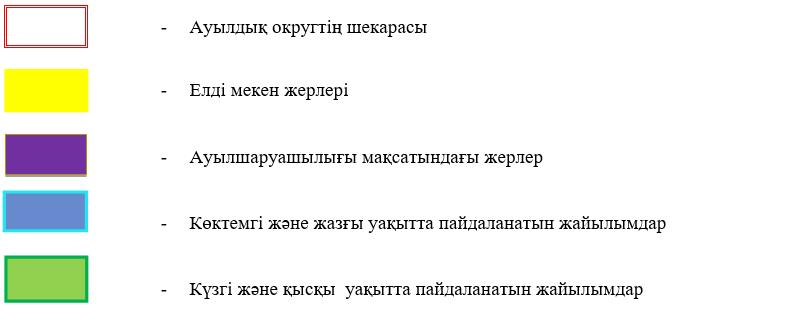 - Ауылдық округтің шекарасы
- Елді мекен жерлері
- Ауылшаруашылығы мақсатындағы жерлер
- Көктемгі және жазғы уақытта пайдаланатын жайылымдар
- Күзгі және қысқы  уақытта пайдаланатын жайылымдар